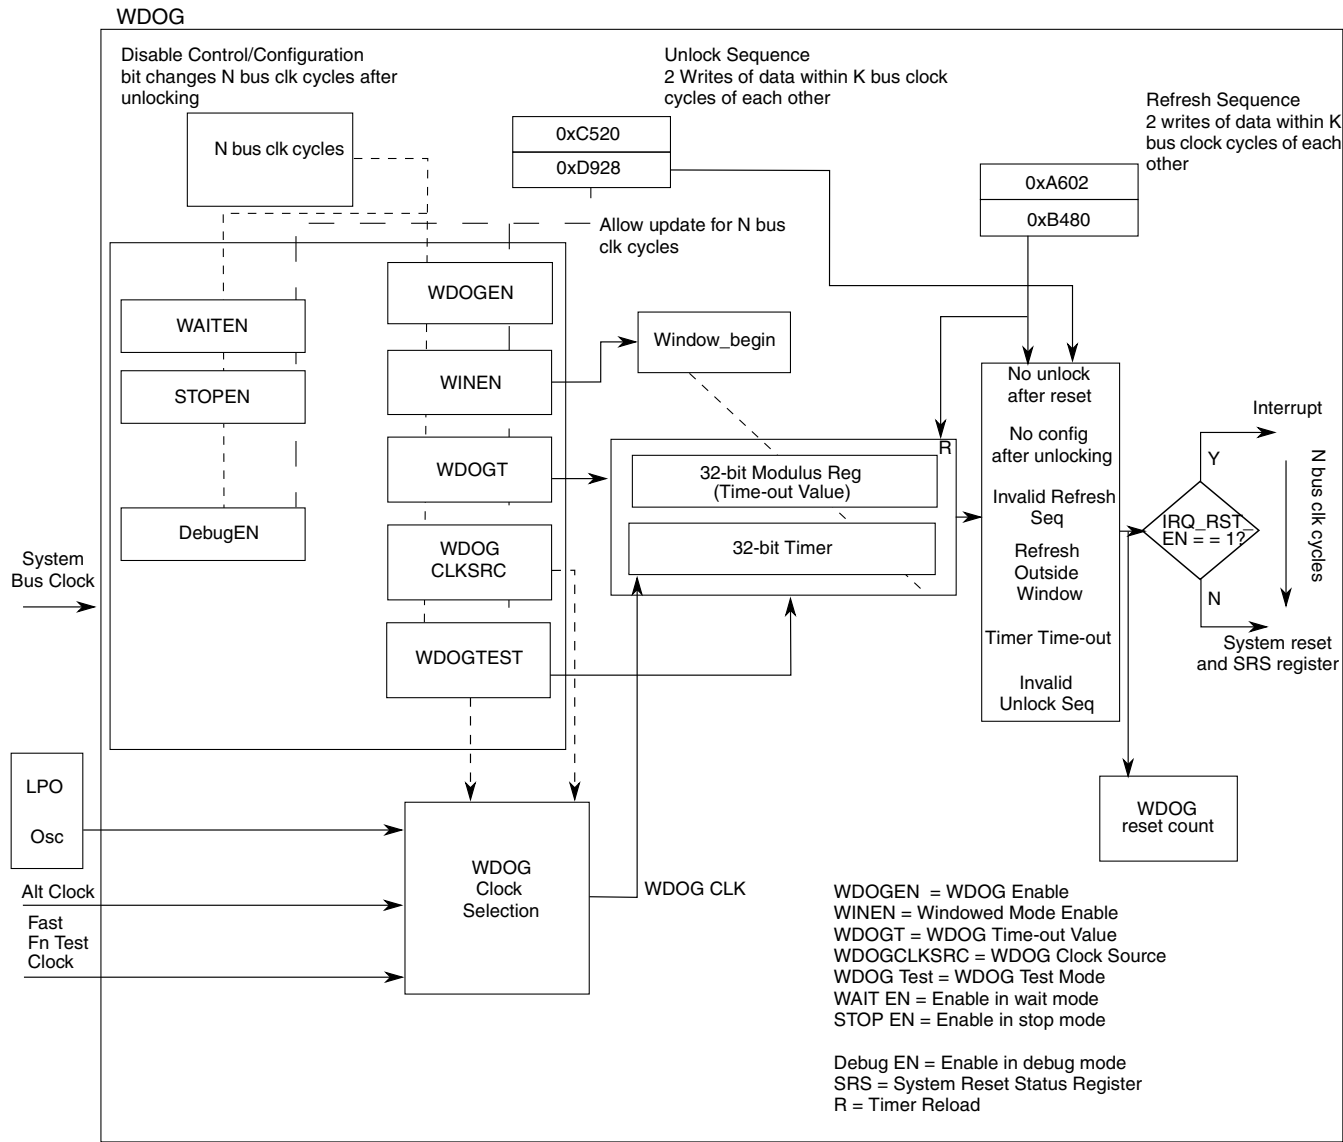 WDOG
Disable Control/Configuration
bit changes N bus clk cycles after
unlocking
Unlock Sequence
2 Writes of data within K bus clock
cycles of each other
Refresh Sequence
2 writes of data within K
bus clock cycles of each
other
N bus clk cycles
0xC520
0xD928
0xA602
0xB480
Allow update for N bus
clk cycles
WDOGEN
WAITEN
WINEN
Window_begin
STOPEN
No unlock
after reset
No config
after unlocking
Invalid Refresh
Seq
Refresh
Outside
Window
Timer Time-out
Invalid
Unlock Seq
Interrupt
Y
IRQ_RST_
EN = = 1?
N
N bus clk cycles
System reset
and SRS register
R
WDOGT
32-bit Modulus Reg
(Time-out Value)
32-bit Timer
DebugEN
WDOG
CLKSRC
System
Bus Clock
WDOGTEST
LPO
Osc
WDOG
reset count
WDOG
Clock
Selection
WDOG CLK
Alt Clock
Fast
Fn Test
Clock
WDOGEN = WDOG Enable
WINEN = Windowed Mode Enable
WDOGT = WDOG Time-out Value
WDOGCLKSRC = WDOG Clock Source
WDOG Test = WDOG Test Mode
WAIT EN = Enable in wait mode
STOP EN = Enable in stop mode
Debug EN = Enable in debug mode
SRS = System Reset Status Register
R = Timer Reload